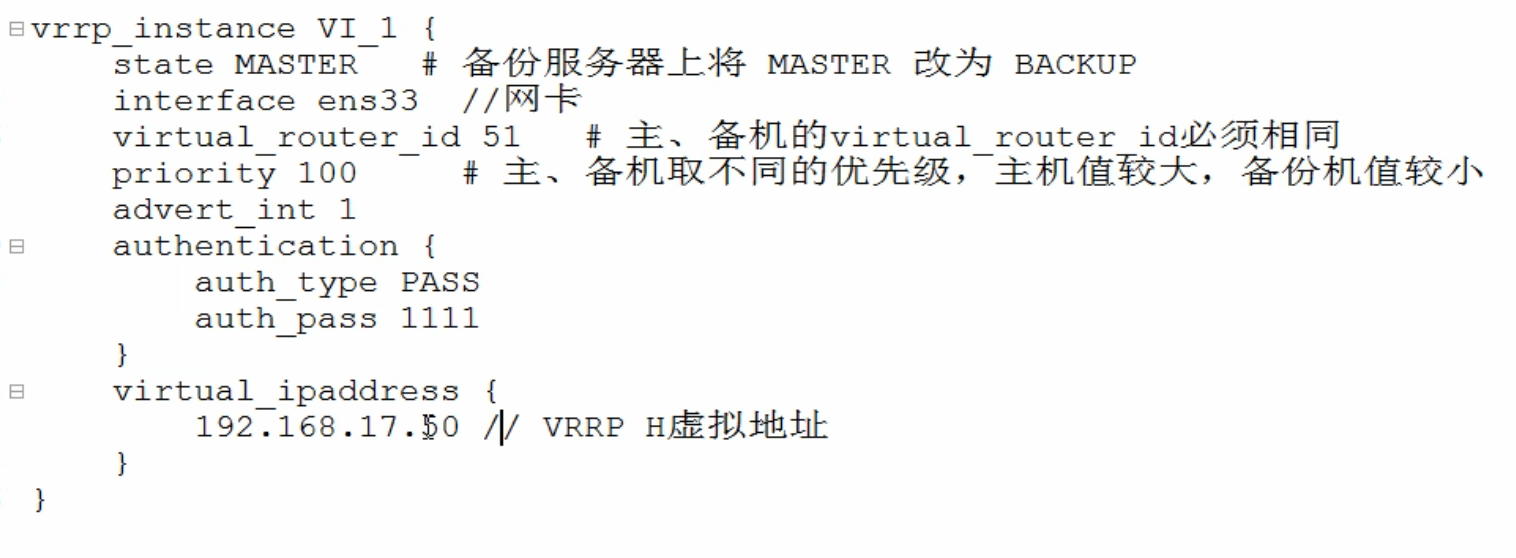 vrrp_instance VI_1 {
state MASTER # 备份服务器上将 MASTER 改为 BACKUP
interface ens33 //网卡
virtual_router_id 51 # 主、备机的virtual_router_id必须相同
priority 100 # 主、备机取不同的优先级，主机值较大，备份机值较小
advert_int 1
authentication {
auth_type PASS
auth_pass 1111
}
virtual_ipaddress {
192.168.17.50 // VRRP H虚拟地址
}
}